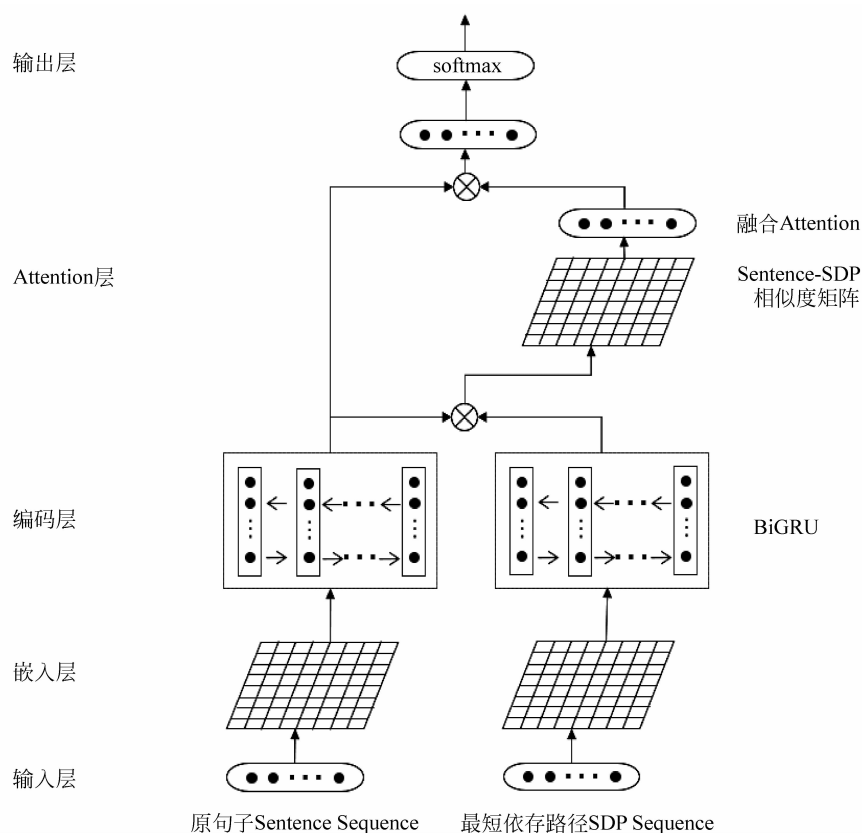 输出层
softmax
融合Attention
Attention层
Sentence-SDP
相似度矩阵
编码层
BiGRU
嵌入层
输入层
原句子Sentence Sequence
最短依存路径SDP Sequence